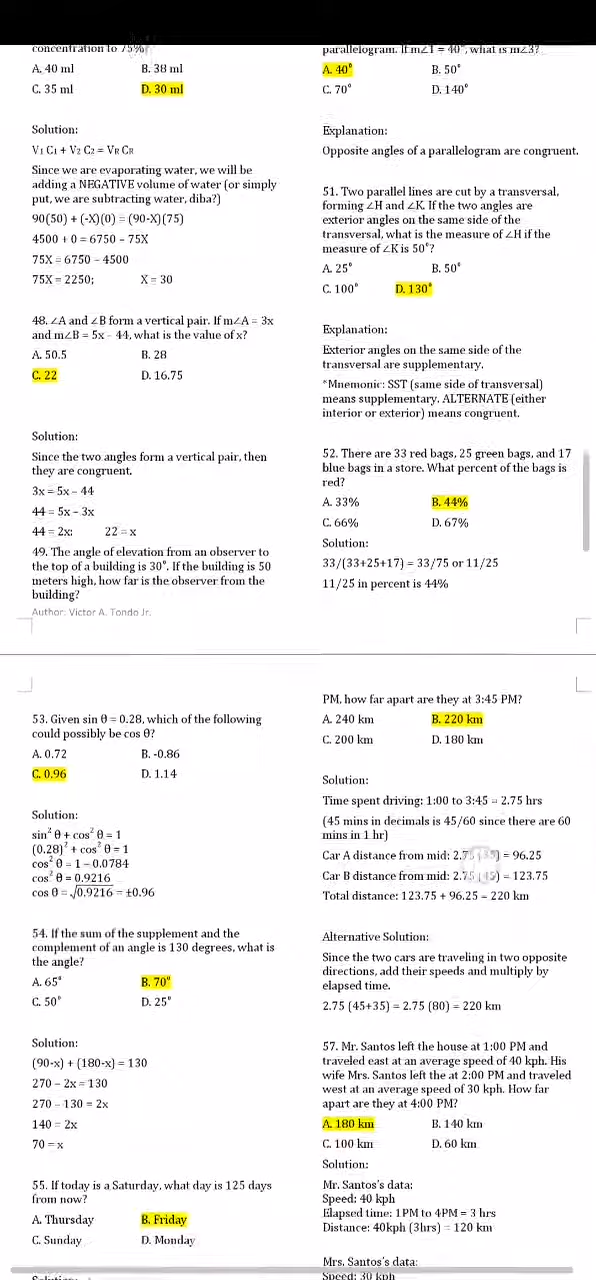 concentration to 75%?
A. 40 ml B. 38 ml
C. 35 ml D. 30 ml
Solution:
V1 C1 + V2 C2 = VR CR
Since we are evaporating water, we will be
adding a NEGATIVE volume of water (or simply
put, we are subtracting water, diba?)
90(50) + (-X)(0) = (90-X)(75)
4500 + 0 = 6750 – 75X
75X = 6750 – 4500
75X = 2250; X = 30
48. ∠A and ∠B form a vertical pair. If m∠A = 3x
and m∠B = 5x – 44, what is the value of x?
A. 50.5 B. 28
C. 22 D. 16.75
Solution:
Since the two angles form a vertical pair, then
they are congruent.
3x = 5x – 44
44 = 5x – 3x
44 = 2x; 22 = x
49. The angle of elevation from an observer to
the top of a building is 30°. If the building is 50
meters high, how far is the observer from the
building?
Author: Victor A. Tondo Jr.
parallelogram. If m∠1 = 40°, what is m∠3?
A. 40° B. 50°
C. 70° D. 140°
Explanation:
Opposite angles of a parallelogram are congruent.
51. Two parallel lines are cut by a transversal,
forming ∠H and ∠K. If the two angles are
exterior angles on the same side of the
transversal, what is the measure of ∠H if the
measure of ∠K is 50°?
A. 25° B. 50°
C. 100° D. 130°
Explanation:
Exterior angles on the same side of the
transversal are supplementary.
*Mnemonic: SST (same side of transversal)
means supplementary. ALTERNATE (either
interior or exterior) means congruent.
52. There are 33 red bags, 25 green bags, and 17
blue bags in a store. What percent of the bags is
red?
A. 33% B. 44%
C. 66% D. 67%
Solution:
33/(33+25+17) = 33/75 or 11/25
11/25 in percent is 44%
53. Given sin θ = 0.28, which of the following
could possibly be cos θ?
A. 0.72 B. -0.86
C. 0.96 D. 1.14
Solution:
sin² θ + cos² θ = 1
(0.28)² + cos² θ = 1
cos² θ = 1 – 0.0784
cos² θ = 0.9216
cos θ = √0.9216 = ±0.96
54. If the sum of the supplement and the
complement of an angle is 130 degrees, what is
the angle?
A. 65° B. 70°
C. 50° D. 25°
Solution:
(90-x) + (180-x) = 130
270 – 2x = 130
270 – 130 = 2x
140 = 2x
70 = x
55. If today is a Saturday, what day is 125 days
from now?
A. Thursday B. Friday
C. Sunday D. Monday
Solution:
PM, how far apart are they at 3:45 PM?
A. 240 km B. 220 km
C. 200 km D. 180 km
Solution:
Time spent driving: 1:00 to 3:45 = 2.75 hrs
(45 mins in decimals is 45/60 since there are 60
mins in 1 hr)
Car A distance from mid: 2.75 (35) = 96.25
Car B distance from mid: 2.75 (45) = 123.75
Total distance: 123.75 + 96.25 = 220 km
Alternative Solution:
Since the two cars are traveling in two opposite
directions, add their speeds and multiply by
elapsed time.
2.75 (45+35) = 2.75 (80) = 220 km
57. Mr. Santos left the house at 1:00 PM and
traveled east at an average speed of 40 kph. His
wife Mrs. Santos left the at 2:00 PM and traveled
west at an average speed of 30 kph. How far
apart are they at 4:00 PM?
A. 180 km B. 140 km
C. 100 km D. 60 km
Solution:
Mr. Santos's data:
Speed: 40 kph
Elapsed time: 1PM to 4PM = 3 hrs
Distance: 40kph (3hrs) = 120 km
Mrs. Santos's data:
Speed: 30 kph